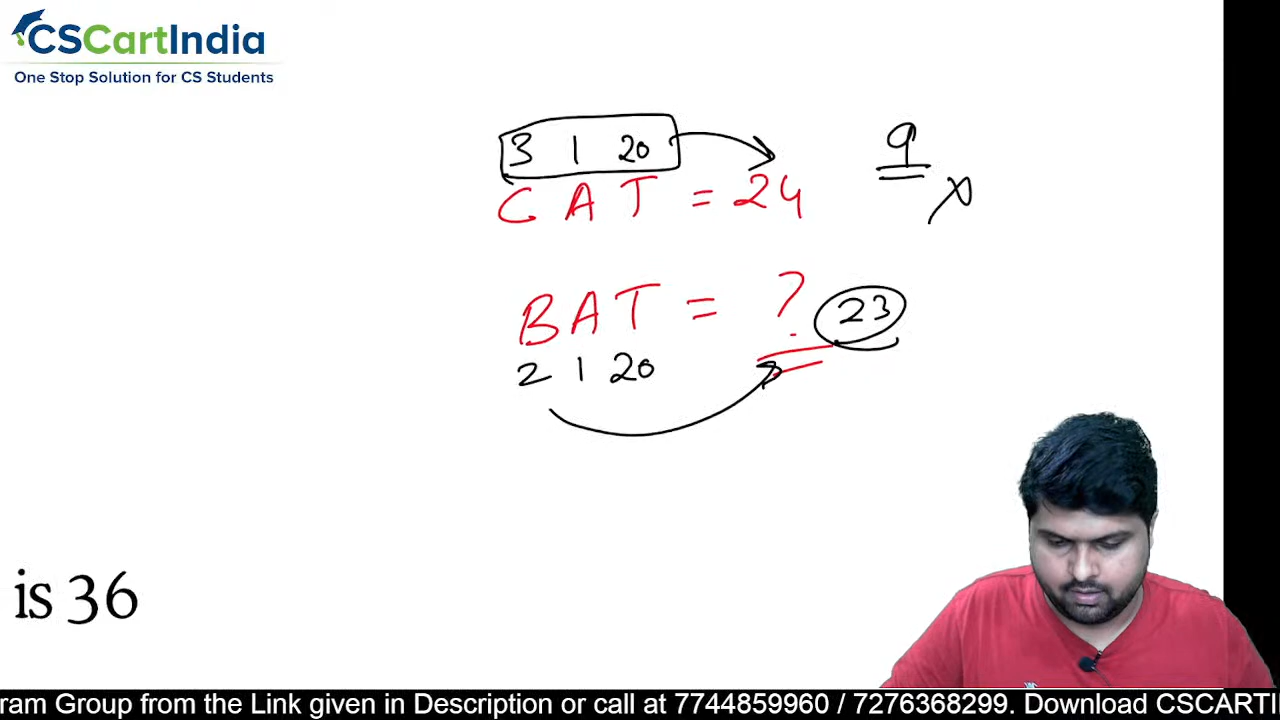 CSCartIndia
One Stop Solution for CS Students
3 1 20
9
CAT = 24
x
BAT = ?
23
2 1 20
is 36
ram Group from the Link given in Description or call at 7744859960 / 7276368299. Download CSCARTI